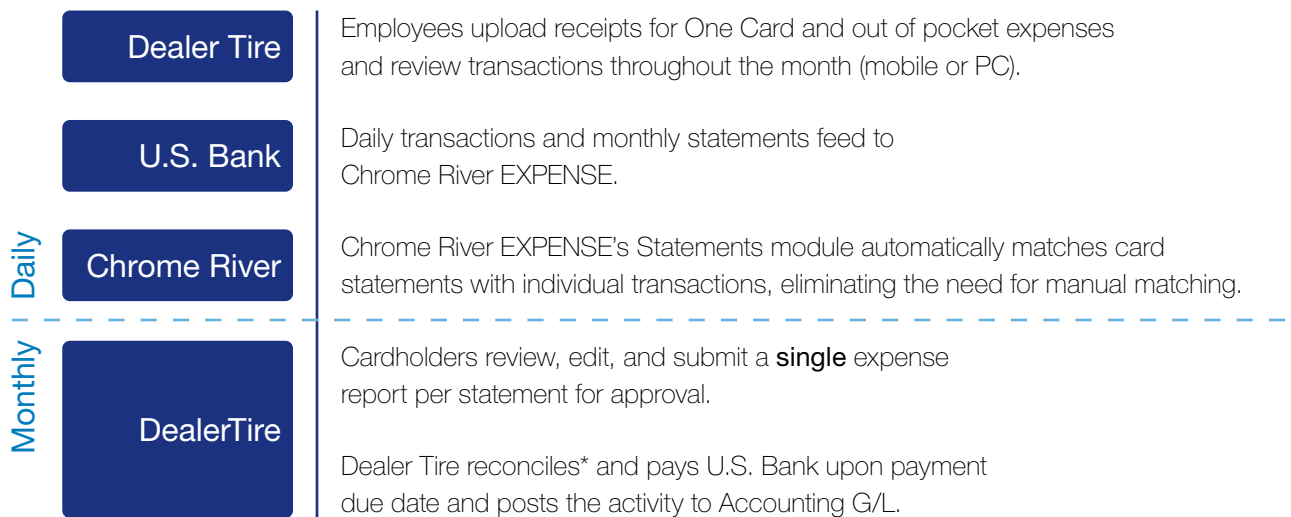 Dealer Tire
Employees upload receipts for One Card and out of pocket expenses
and review transactions throughout the month (mobile or PC).
U.S. Bank
Daily transactions and monthly statements feed to
Chrome River EXPENSE.
Daily
Chrome River
Chrome River EXPENSE’s Statements module automatically matches card
statements with individual transactions, eliminating the need for manual matching.
Monthly
DealerTire
Cardholders review, edit, and submit a single expense
report per statement for approval.
Dealer Tire reconciles* and pays U.S. Bank upon payment
due date and posts the activity to Accounting G/L.